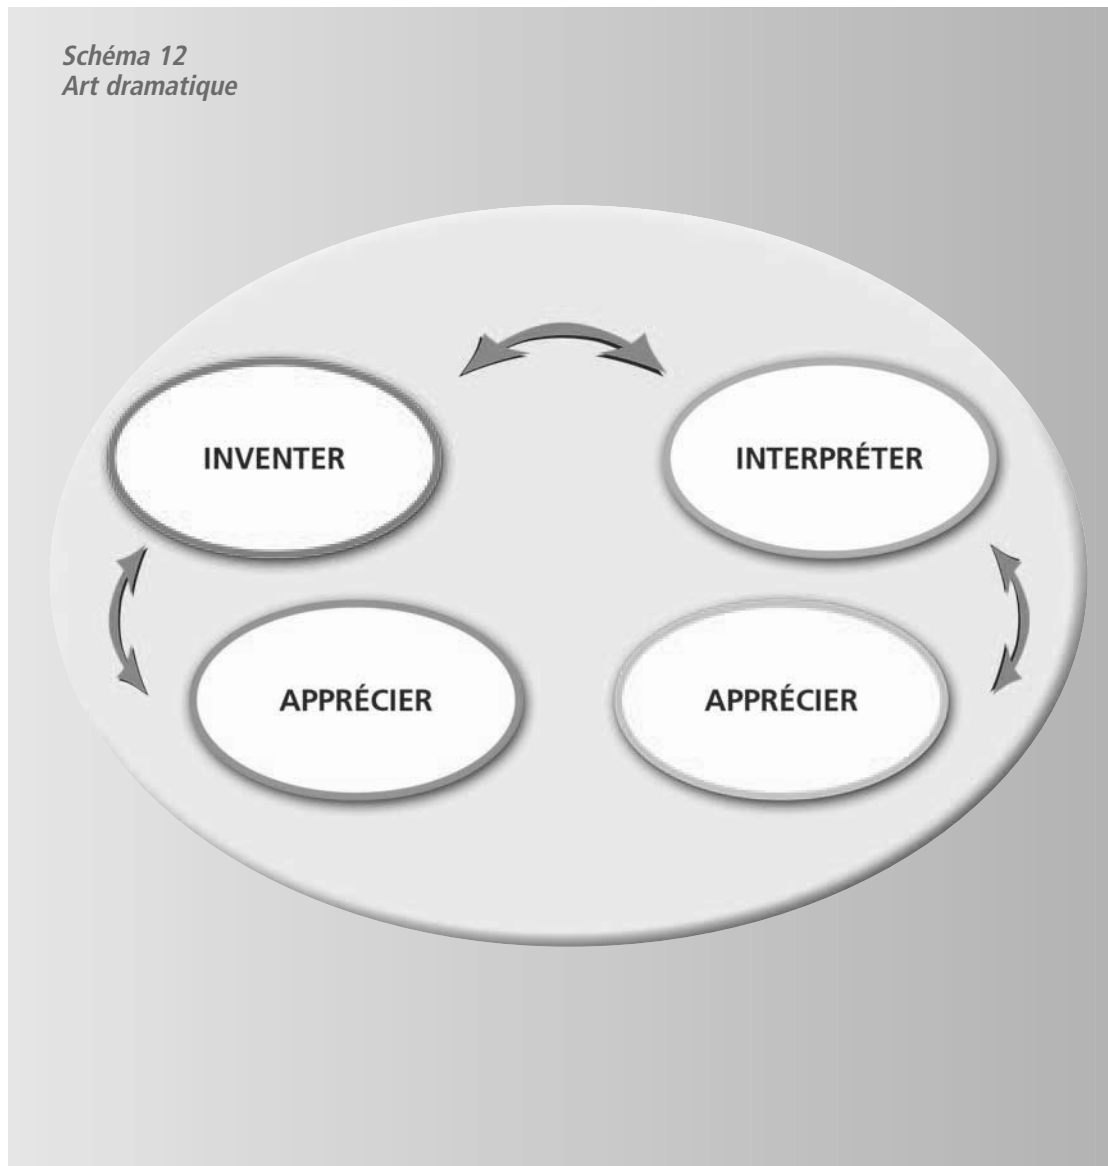 Schéma 12
Art dramatique
INVENTER
INTERPRÉTER
APPRÉCIER
APPRÉCIER